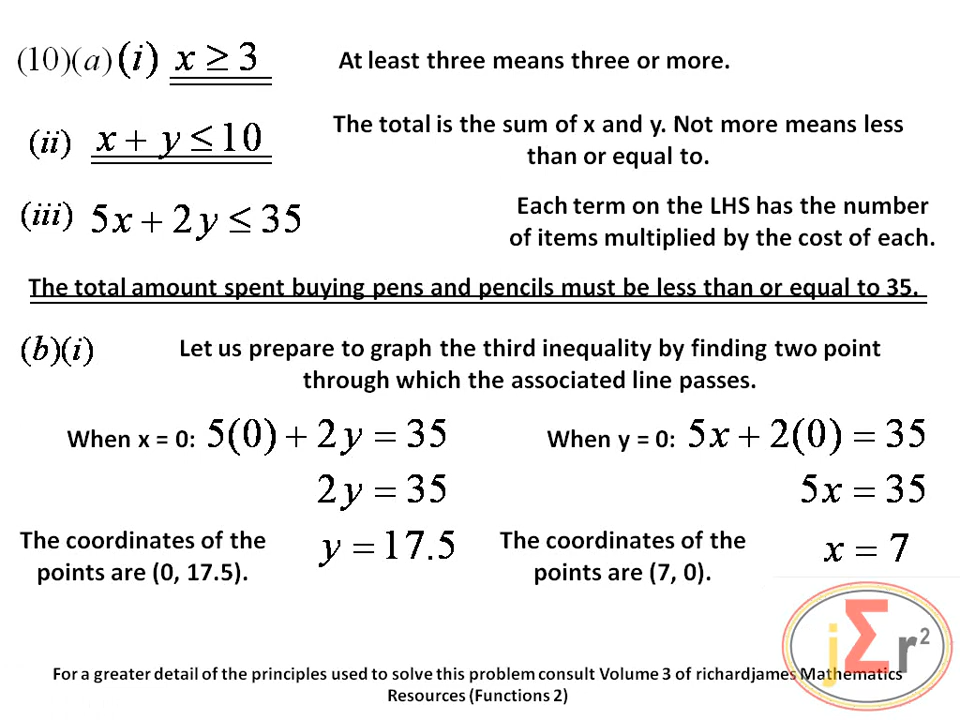 (10)(a)(i) x ≥ 3 At least three means three or more.
(ii) x + y ≤ 10 The total is the sum of x and y. Not more means less
than or equal to.
(iii) 5x + 2y ≤ 35 Each term on the LHS has the number
of items multiplied by the cost of each.
The total amount spent buying pens and pencils must be less than or equal to 35.
(b)(i) Let us prepare to graph the third inequality by finding two point
through which the associated line passes.
When x = 0: 5(0) + 2y = 35
2y = 35
y = 17.5
The coordinates of the
points are (0, 17.5).
When y = 0: 5x + 2(0) = 35
5x = 35
x = 7
The coordinates of the
points are (7, 0).
jΣr²
For a greater detail of the principles used to solve this problem consult Volume 3 of richardjames Mathematics
Resources (Functions 2)